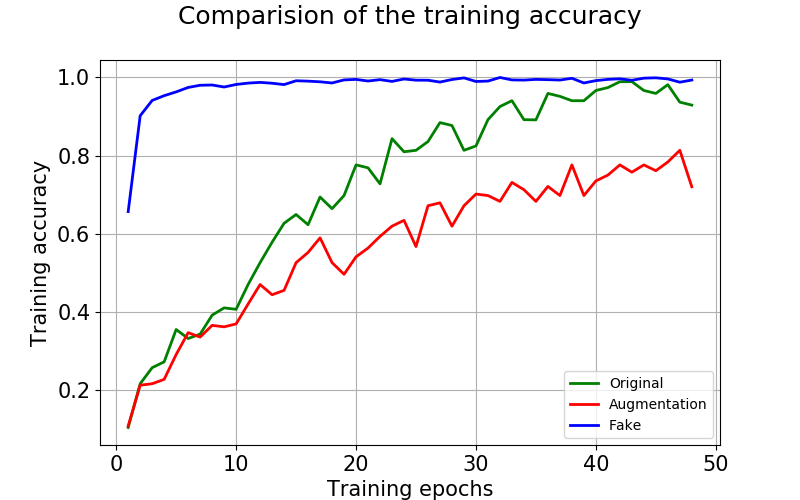 Comparision of the training accuracy
Training accuracy
1.0
0.8
0.6
0.4
0.2
Original
Augmentation
Fake
0 10 20 30 40 50
Training epochs